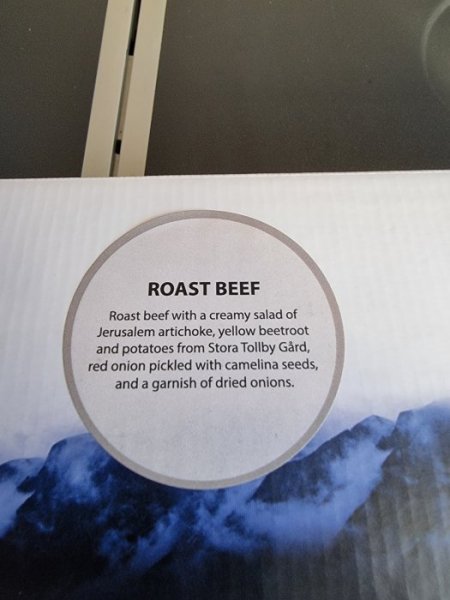 ROAST BEEF
Roast beef with a creamy salad of
Jerusalem artichoke, yellow beetroot
and potatoes from Stora Tollby Gård,
red onion pickled with camelina seeds,
and a garnish of dried onions.